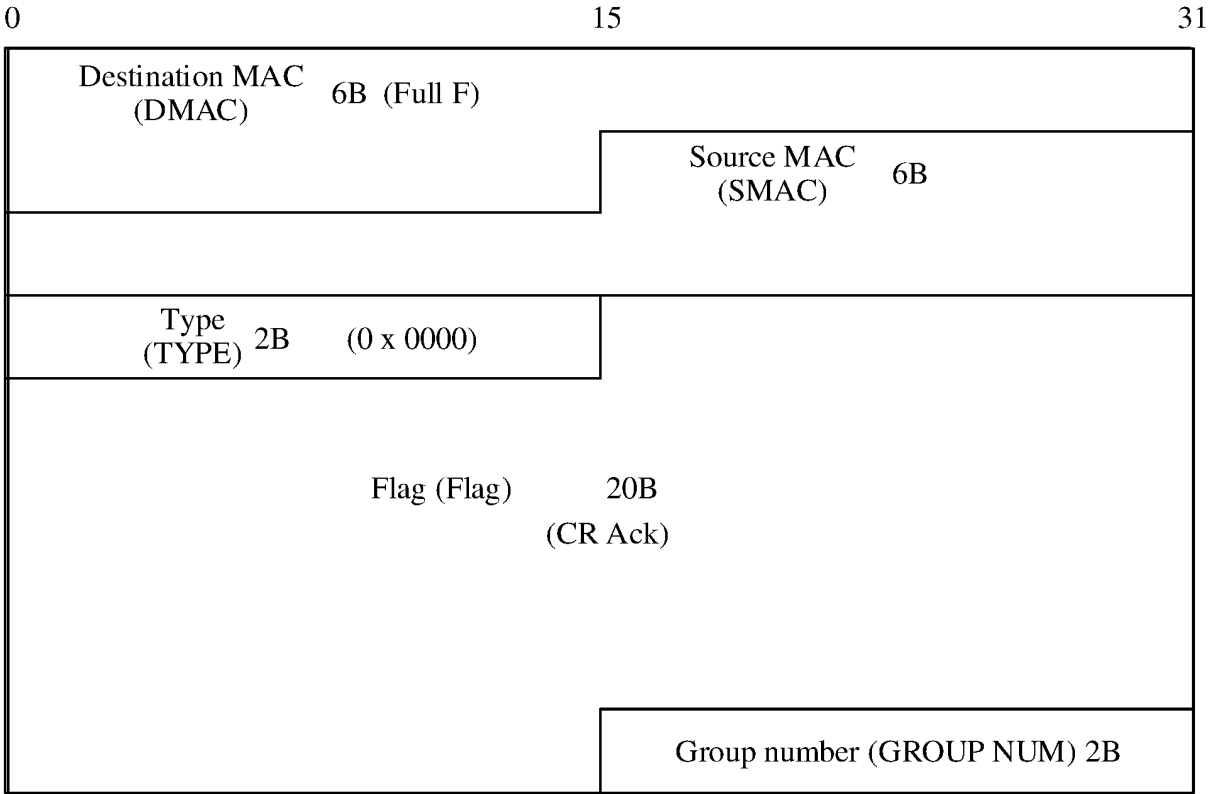 0 15 31
Destination MAC
(DMAC) 6B (Full F)
Source MAC
(SMAC) 6B
Type
(TYPE) 2B (0 x 0000)
Flag (Flag) 20B
(CR Ack)
Group number (GROUP NUM) 2B